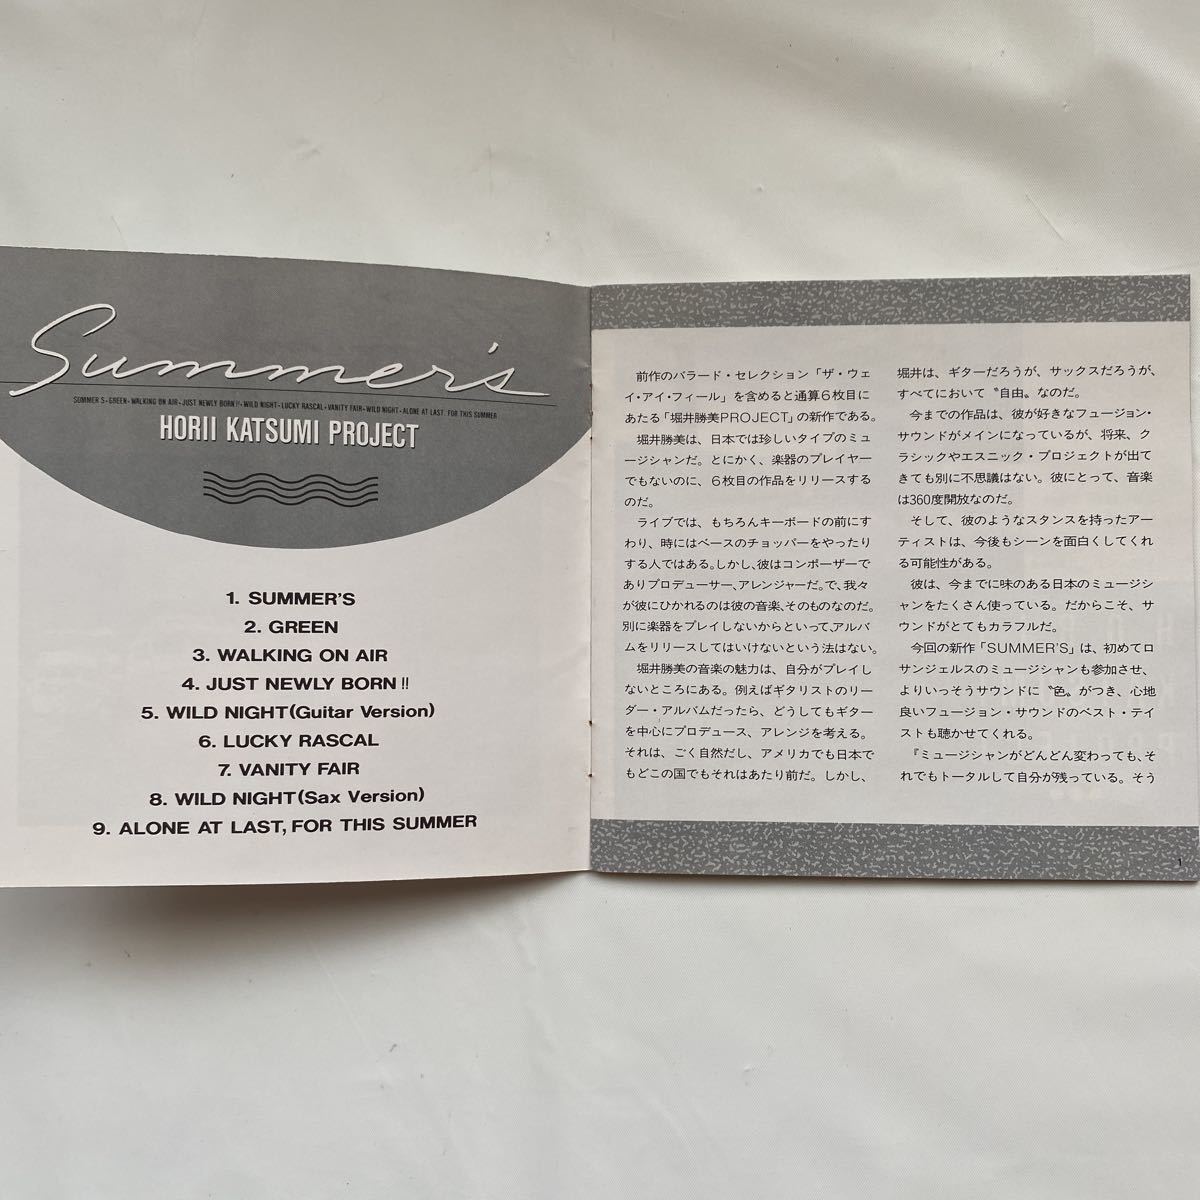 Summer's
SUMMER S•GREEN•WALKING ON AIR•JUST NEWLY BORN!!•WILD NIGHT•LUCKY RASCAL•VANITY FAIR•WILD NIGHT•ALONE AT LAST, FOR THIS SUMMER
HORII KATSUMI PROJECT
1. SUMMER'S
2. GREEN
3. WALKING ON AIR
4. JUST NEWLY BORN!!
5. WILD NIGHT(Guitar Version)
6. LUCKY RASCAL
7. VANITY FAIR
8. WILD NIGHT(Sax Version)
9. ALONE AT LAST, FOR THIS SUMMER
前作のバラード・セレクション「ザ・ウェ
イ・アイ・フィール」を含めると通算6枚目に
あたる「堀井勝美PROJECT」の新作である。
堀井勝美は、日本では珍しいタイプのミュ
ージシャンだ。とにかく、楽器のプレイヤー
でもないのに、6枚目の作品をリリースする
のだ。
ライブでは、もちろんキーボードの前にす
わり、時にはベースのチョッパーをやったり
する人ではある。しかし、彼はコンポーザーで
ありプロデューサー、アレンジャーだ。で、我々
が彼にひかれるのは彼の音楽、そのものなのだ。
別に楽器をプレイしないからといって、アルバ
ムをリリースしてはいけないという法はない。
堀井勝美の音楽の魅力は、自分がプレイし
ないところにある。例えばギタリストのリー
ダー・アルバムだったら、どうしてもギター
を中心にプロデュース、アレンジを考える。
それは、ごく自然だし、アメリカでも日本で
もどこの国でもそれはあたり前だ。しかし、
堀井は、ギターだろうが、サックスだろうが、
すべてにおいて〝自由〟なのだ。
今までの作品は、彼が好きなフュージョン・
サウンドがメインになっているが、将来、ク
ラシックやエスニック・プロジェクトが出て
きても別に不思議はない。彼にとって、音楽
は360度開放なのだ。
そして、彼のようなスタンスを持ったアー
ティストは、今後もシーンを面白くしてくれ
る可能性がある。
彼は、今までに味のある日本のミュージシ
ャンをたくさん使っている。だからこそ、サ
ウンドがとてもカラフルだ。
今回の新作「SUMMER'S」は、初めてロ
サンジェルスのミュージシャンも参加させ、
よりいっそうサウンドに〝色〟がつき、心地
良いフュージョン・サウンドのベスト・テイ
ストも聴かせてくれる。
『ミュージシャンがどんどん変わっても、そ
れでもトータルして自分が残っている。そう
1